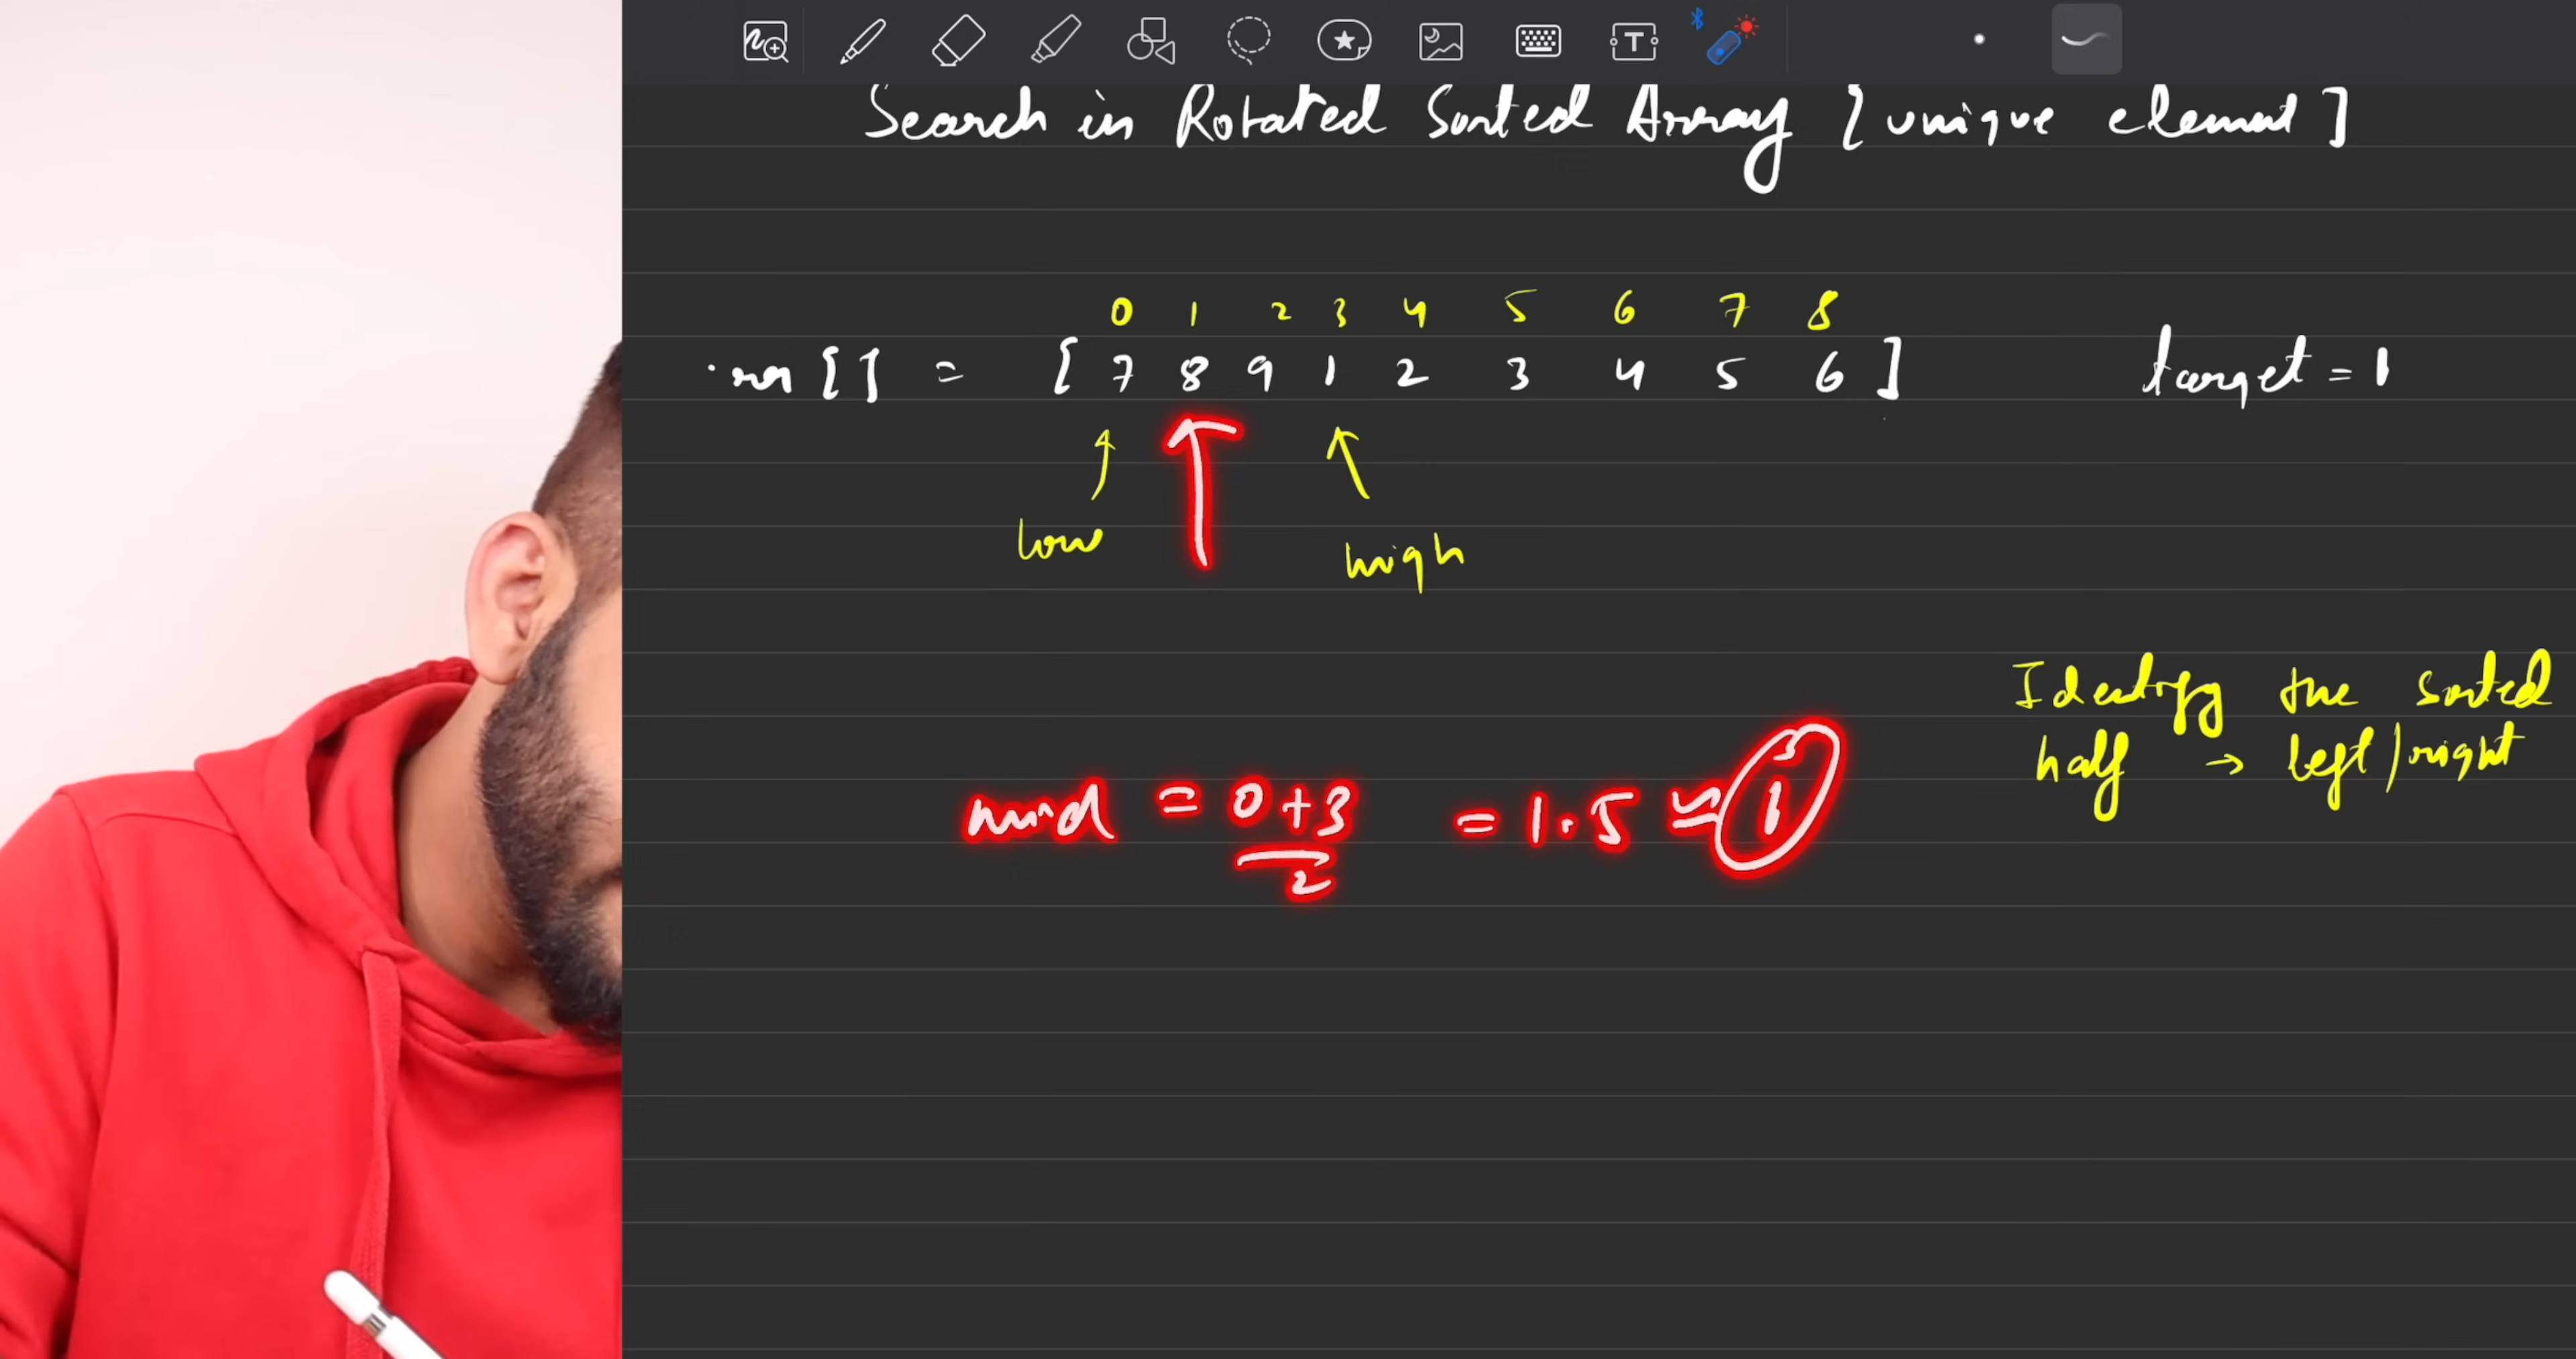 Search in Rotated Sorted Array [unique element]
0 1 2 3 4 5 6 7 8
[] = [ 7 8 9 1 2 3 4 5 6 ] target = 1
low
high
Identify the sorted
half → left/right
mid = 0+3 = 1.5 ≈ 1
2